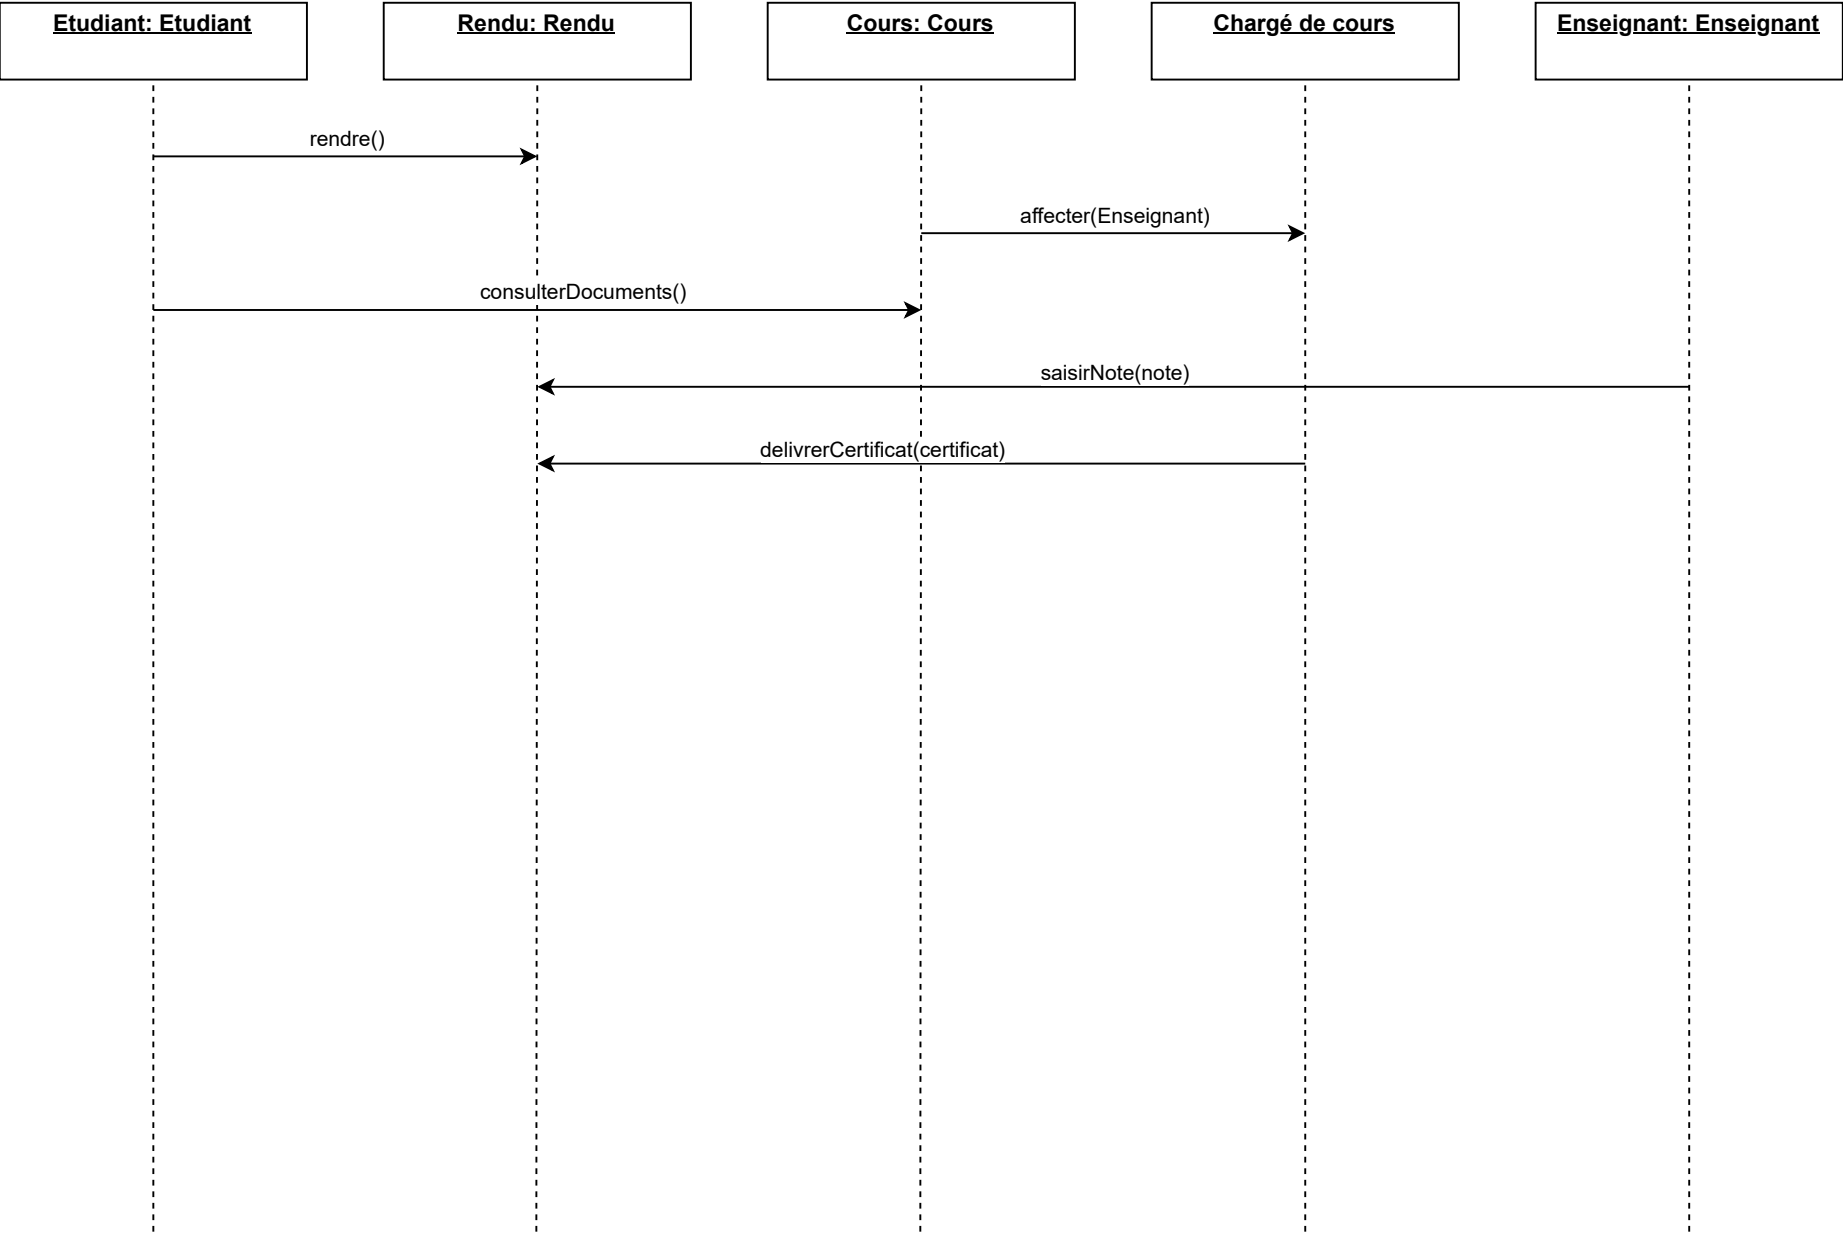 Etudiant: Etudiant
Rendu: Rendu
Cours: Cours
Chargé de cours
Enseignant: Enseignant
rendre()
affecter(Enseignant)
consulterDocuments()
saisirNote(note)
delivrerCertificat(certificat)